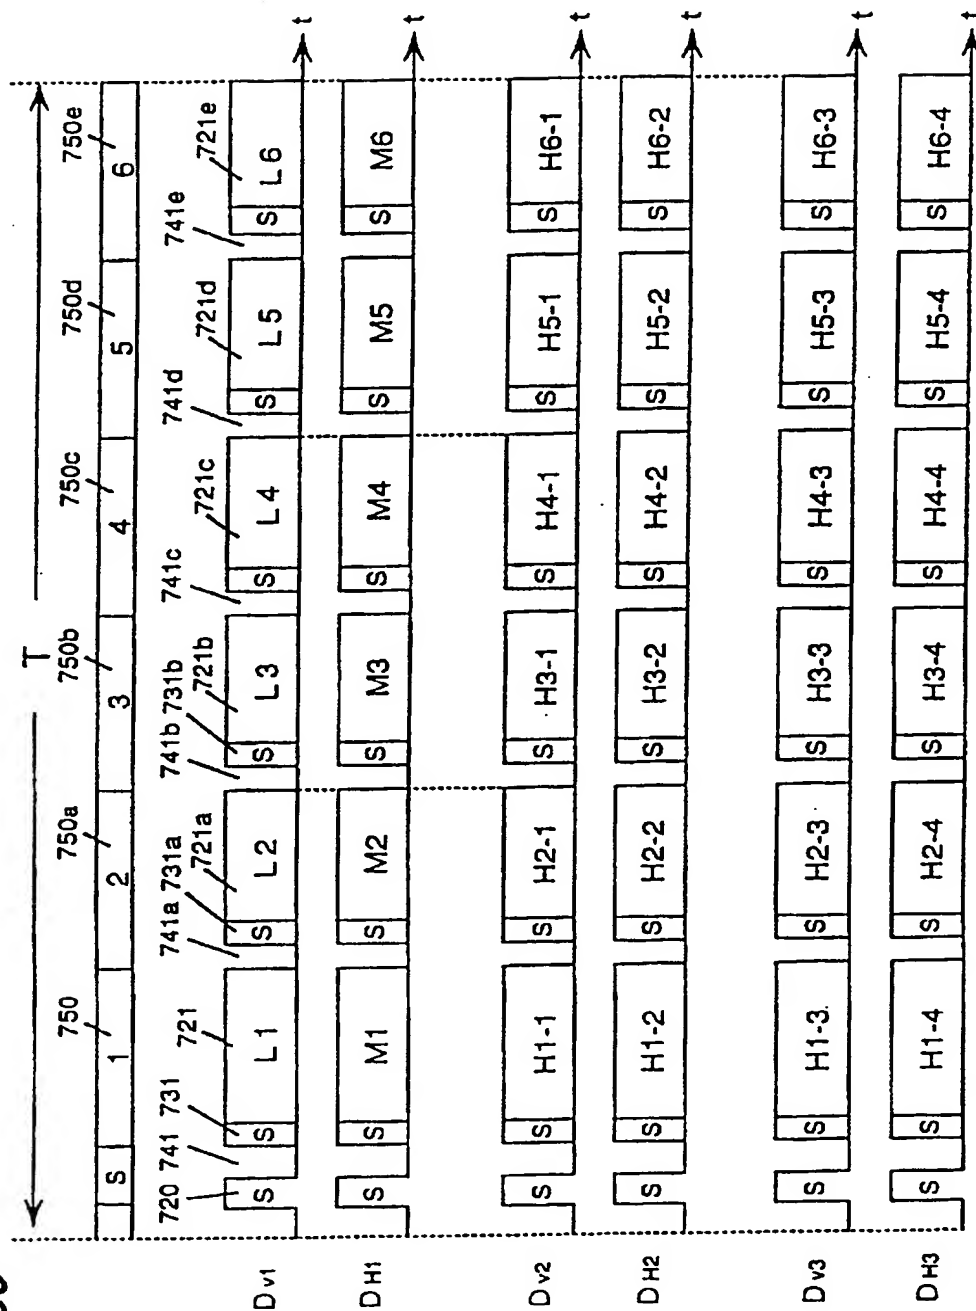 T
750 750a 750b 750c 750d 750e
S 1 2 3 4 5 6
720 741 731 721 741a 731a 721a 741b 731b 721b 741c 721c 741d 721d 741e 721e
Dv1 S S L1 S L2 S L3 S L4 S L5 S L6 t
DH1 S S M1 S M2 S M3 S M4 S M5 S M6 t
Dv2 S S H1-1 S H2-1 S H3-1 S H4-1 S H5-1 S H6-1 t
DH2 S S H1-2 S H2-2 S H3-2 S H4-2 S H5-2 S H6-2 t
Dv3 S S H1-3 S H2-3 S H3-3 S H4-3 S H5-3 S H6-3 t
DH3 S S H1-4 S H2-4 S H3-4 S H4-4 S H5-4 S H6-4 t